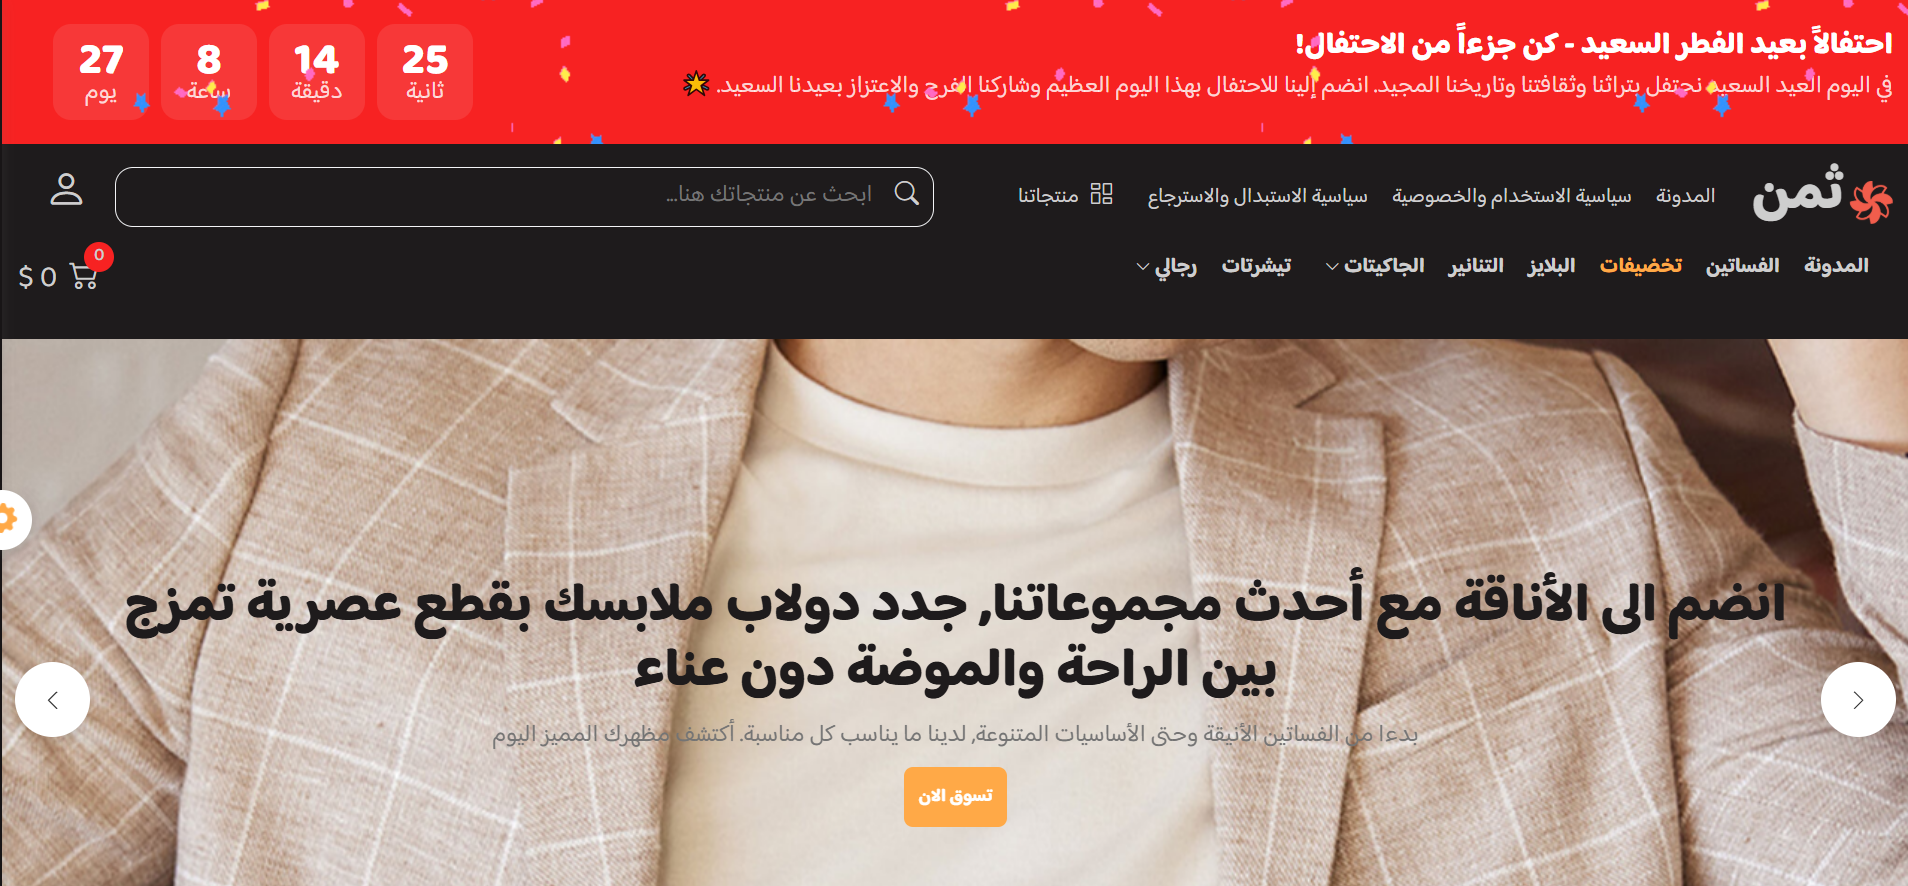 احتفالاً بعيد الفطر السعيد - كن جزءاً من الاحتفال!
في اليوم العيد السعيد نحتفل بتراثنا وثقافتنا وتاريخنا المجيد. انضم إلينا للاحتفال بهذا اليوم العظيم وشاركنا الفرح والاعتزاز بعيدنا السعيد. 🌟
25 14 8 27
ثانية دقيقة ساعة يوم
ثمن
المدونة سياسية الاستخدام والخصوصية سياسية الاستبدال والاسترجاع منتجاتنا
ابحث عن منتجاتك هنا...
المدونة الفساتين تخضيفات البلايز التنانير الجاكيتات تيشرتات رجالي
0
$ 0
انضم الى الأناقة مع أحدث مجموعاتنا, جدد دولاب ملابسك بقطع عصرية تمزج
بين الراحة والموضة دون عناء
بدءا من الفساتين الأنيقة وحتى الأساسيات المتنوعة, لدينا ما يناسب كل مناسبة. أكتشف مظهرك المميز اليوم
تسوق الان